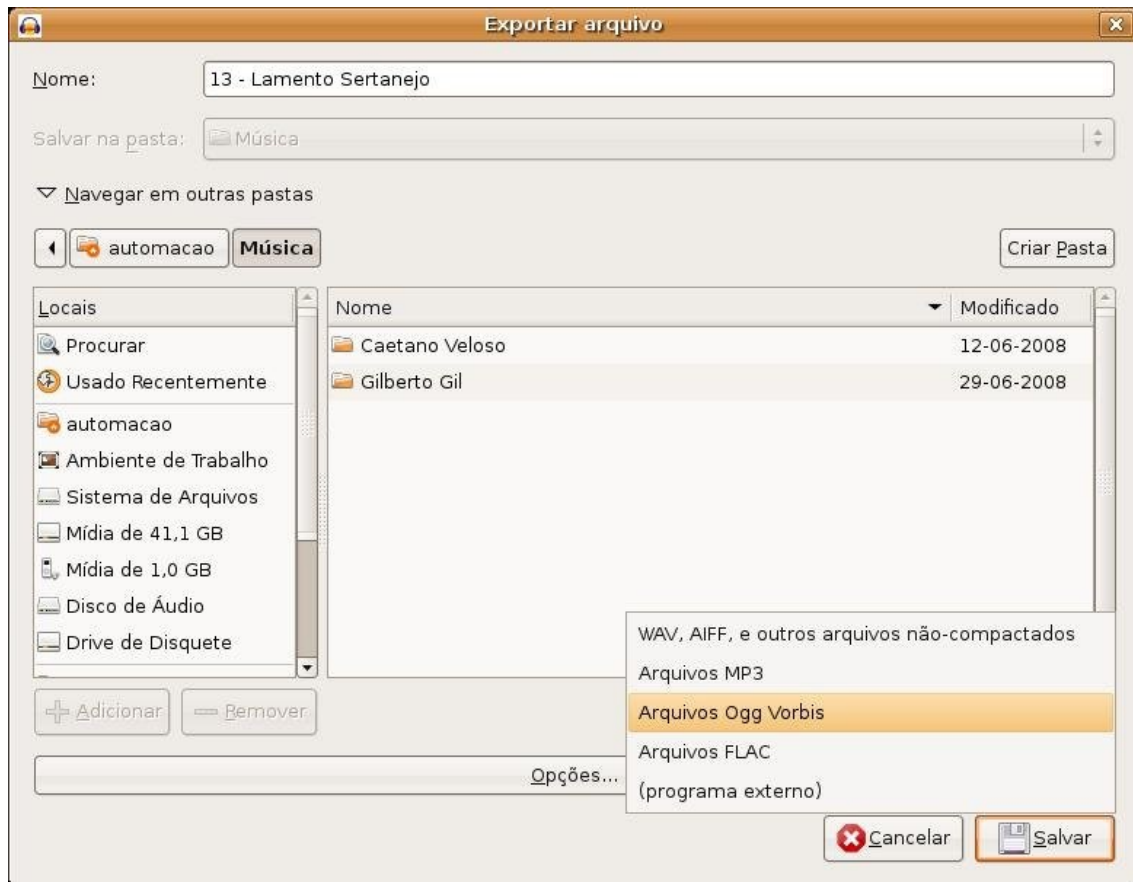 Exportar arquivo
Nome:
13 - Lamento Sertanejo
Salvar na pasta:
Música
Navegar em outras pastas
automacao
Música
Criar Pasta
Locais
Nome
Modificado
Procurar
Caetano Veloso
12-06-2008
Usado Recentemente
Gilberto Gil
29-06-2008
automacao
Ambiente de Trabalho
Sistema de Arquivos
Mídia de 41,1 GB
Mídia de 1,0 GB
Disco de Áudio
Drive de Disquete
WAV, AIFF, e outros arquivos não-compactados
Arquivos MP3
Arquivos Ogg Vorbis
Arquivos FLAC
(programa externo)
Adicionar
Remover
Opções...
Cancelar
Salvar